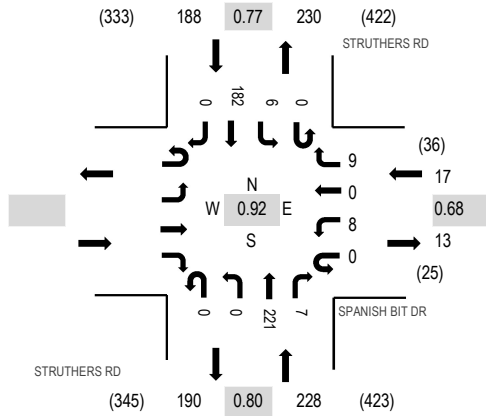 (333) 188 0.77 230 (422)
STRUTHERS RD
0 182 6 0
(36)
9 17
N
0
W 0.92 E 0.68
8
S 13
0
(25)
0 0 221 7
SPANISH BIT DR
STRUTHERS RD
(345) 190 0.80 228 (423)